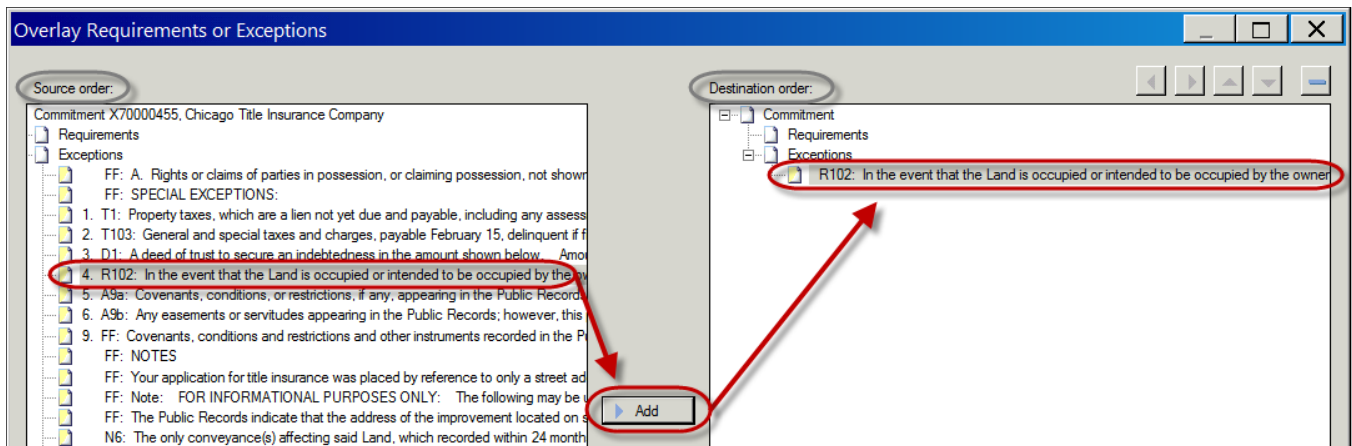 Overlay Requirements or Exceptions
Source order:
Commitment X70000455, Chicago Title Insurance Company
Requirements
Exceptions
FF: A. Rights or claims of parties in possession, or claiming possession, not shown
FF: SPECIAL EXCEPTIONS:
1. T1: Property taxes, which are a lien not yet due and payable, including any assess
2. T103: General and special taxes and charges, payable February 15, delinquent if fi
3. D1: A deed of trust to secure an indebtedness in the amount shown below. Amou
4. R102: In the event that the Land is occupied or intended to be occupied by the ow
5. A9a: Covenants, conditions, or restrictions, if any, appearing in the Public Records
6. A9b: Any easements or servitudes appearing in the Public Records; however, this
9. FF: Covenants, conditions and restrictions and other instruments recorded in the P
FF: NOTES
FF: Your application for title insurance was placed by reference to only a street ad
FF: Note: FOR INFORMATIONAL PURPOSES ONLY: The following may be u
FF: The Public Records indicate that the address of the improvement located on s
N6: The only conveyance(s) affecting said Land, which recorded within 24 month
Add
Destination order:
Commitment
Requirements
Exceptions
R102: In the event that the Land is occupied or intended to be occupied by the owner